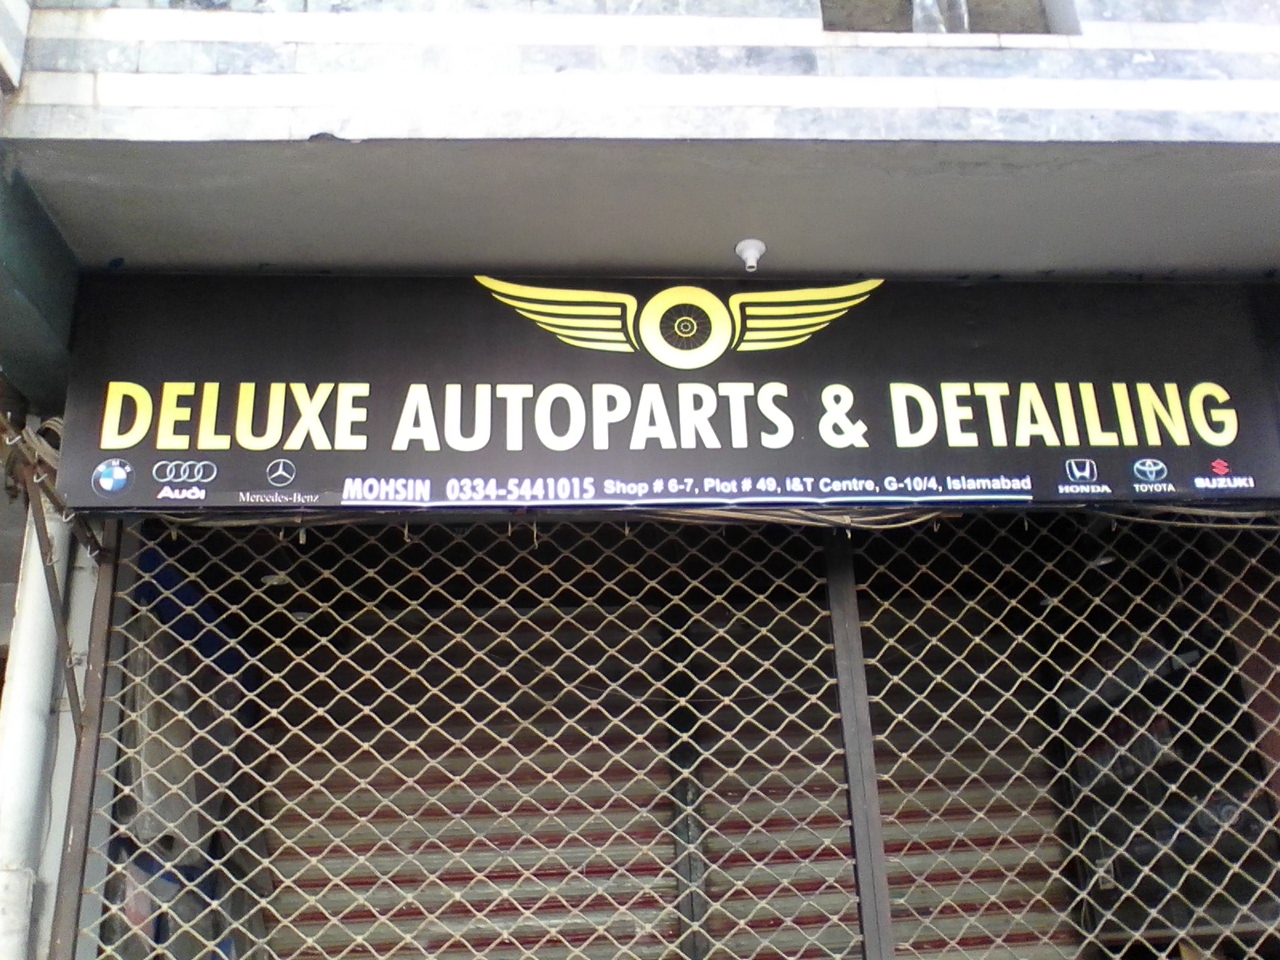 DELUXE AUTOPARTS & DETAILING
BMW
Audi
Mercedes-Benz
MOHSIN 0334-5441015 Shop # 6-7, Plot # 49, I&T Centre, G-10/4, Islamabad
HONDA
TOYOTA
SUZUKI